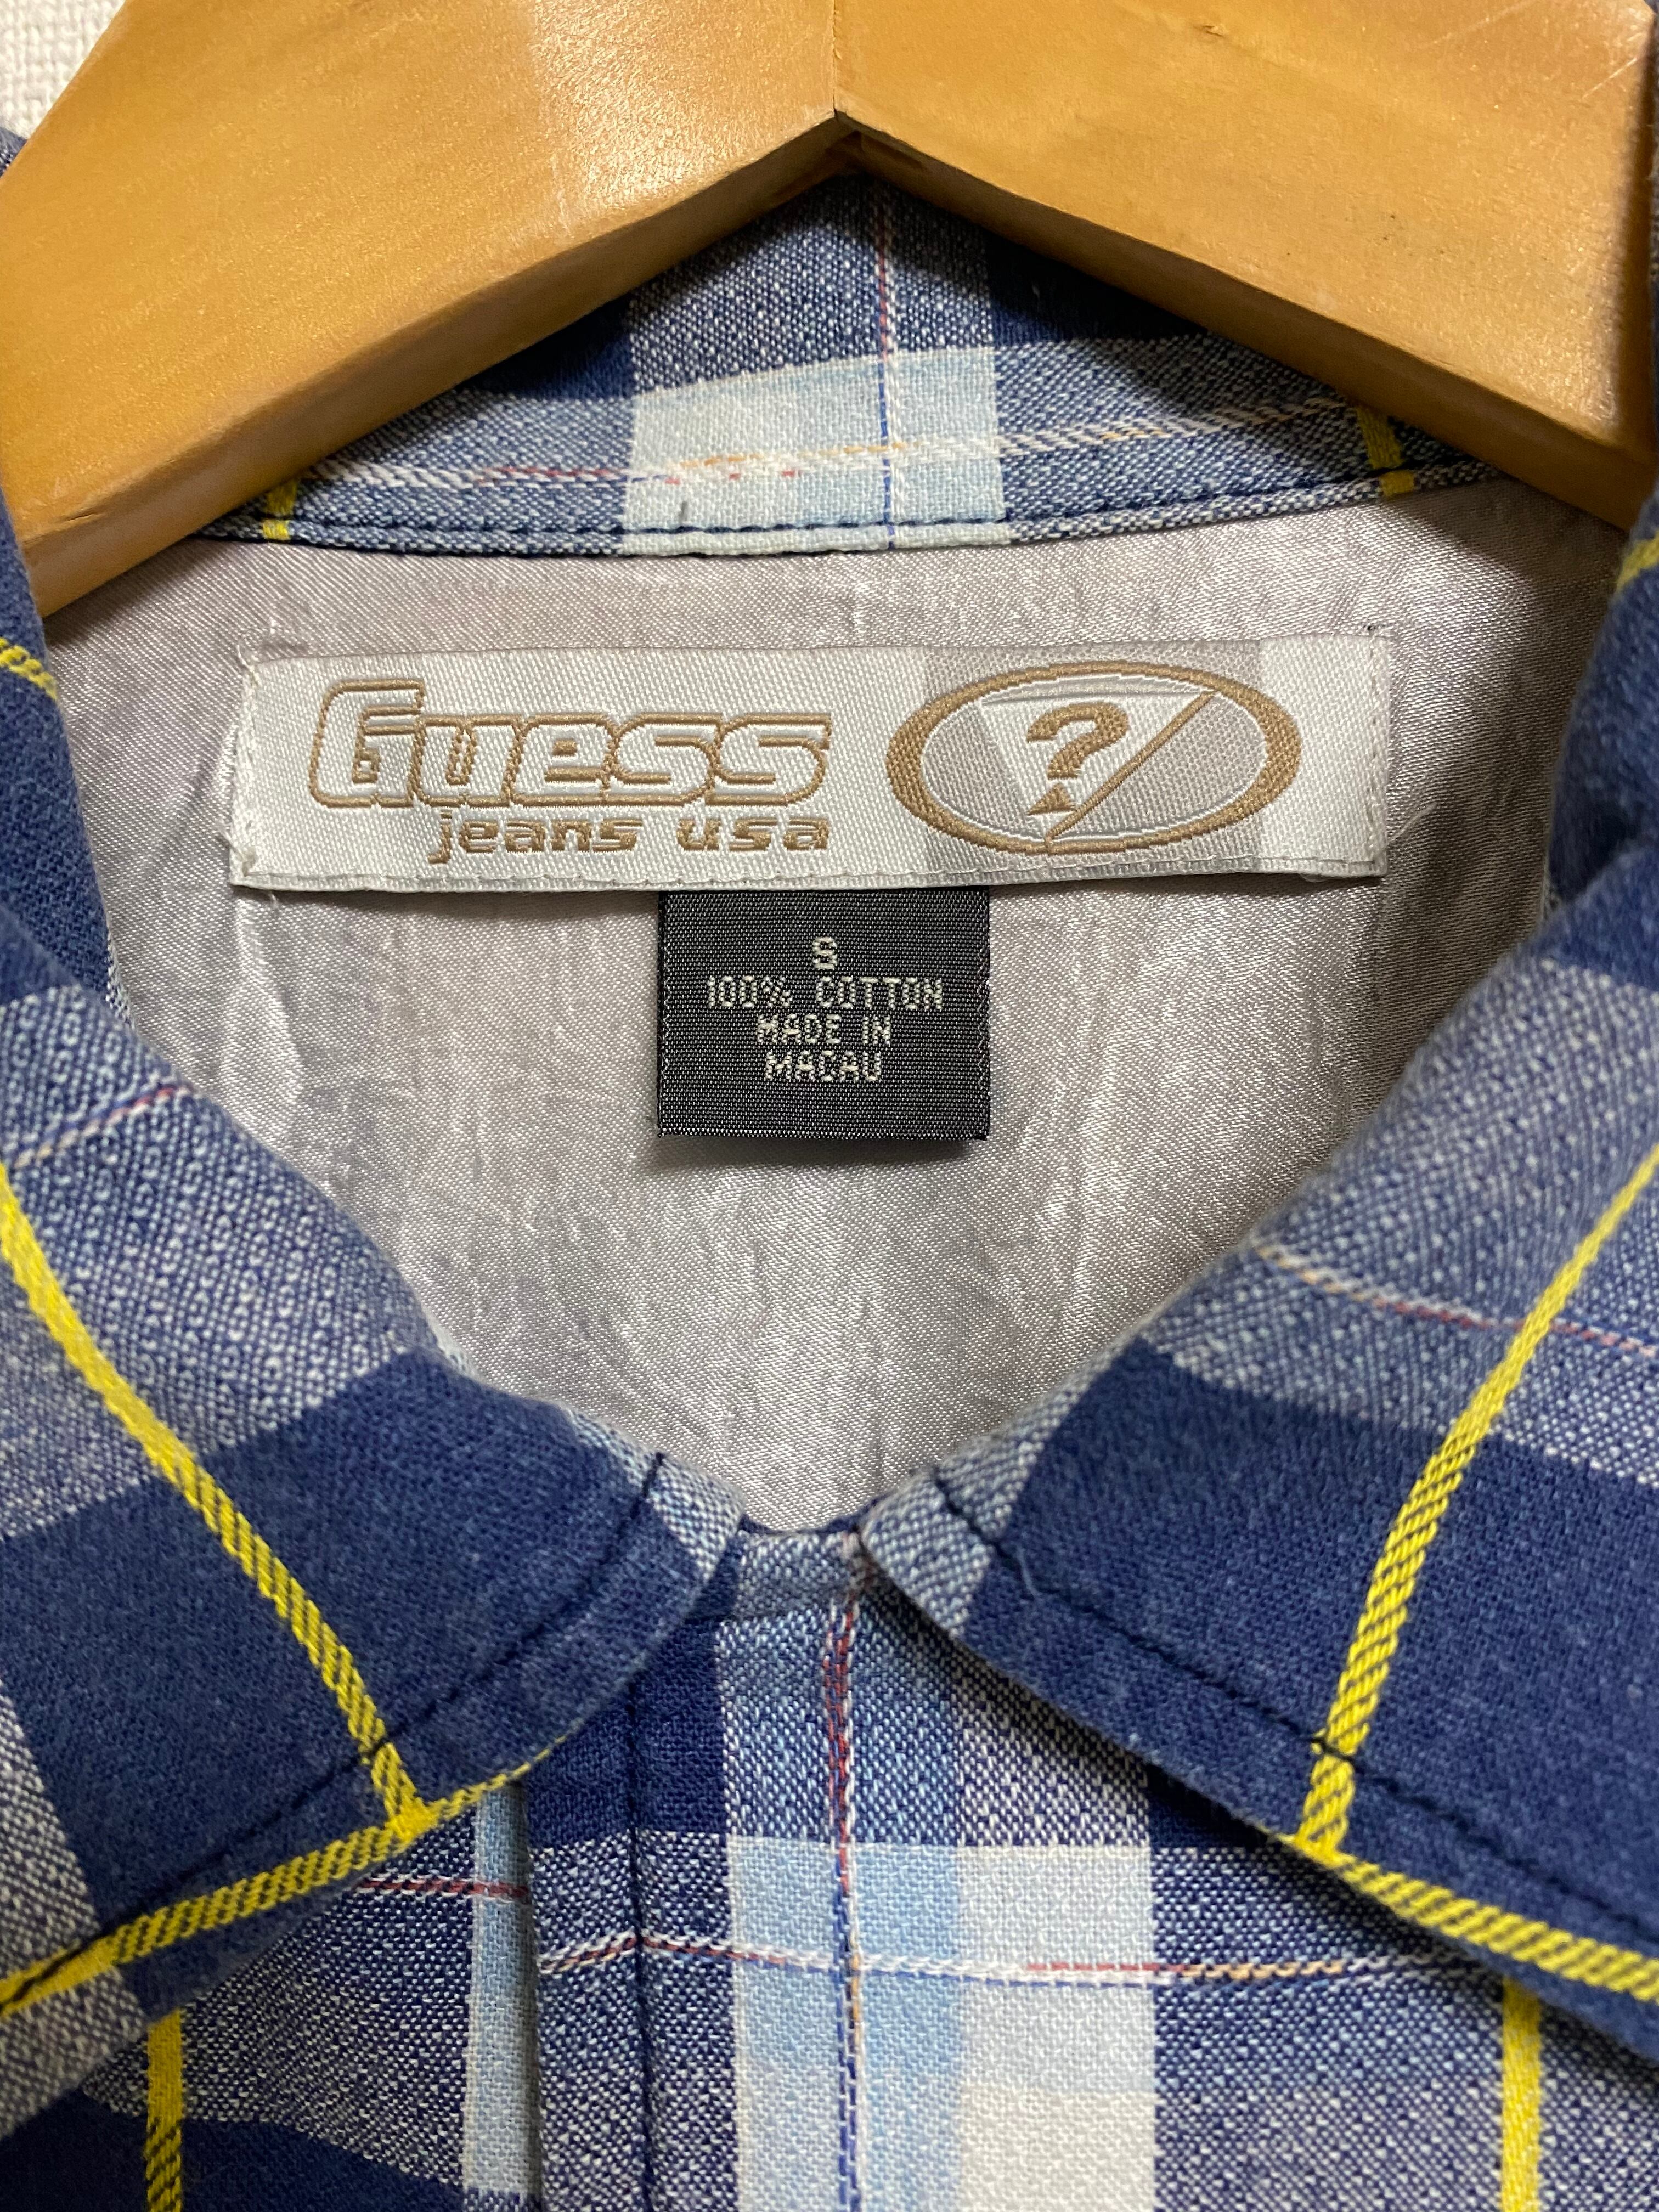 Guess
jeans usa
?
S
100% COTTON
MADE IN
MACAU